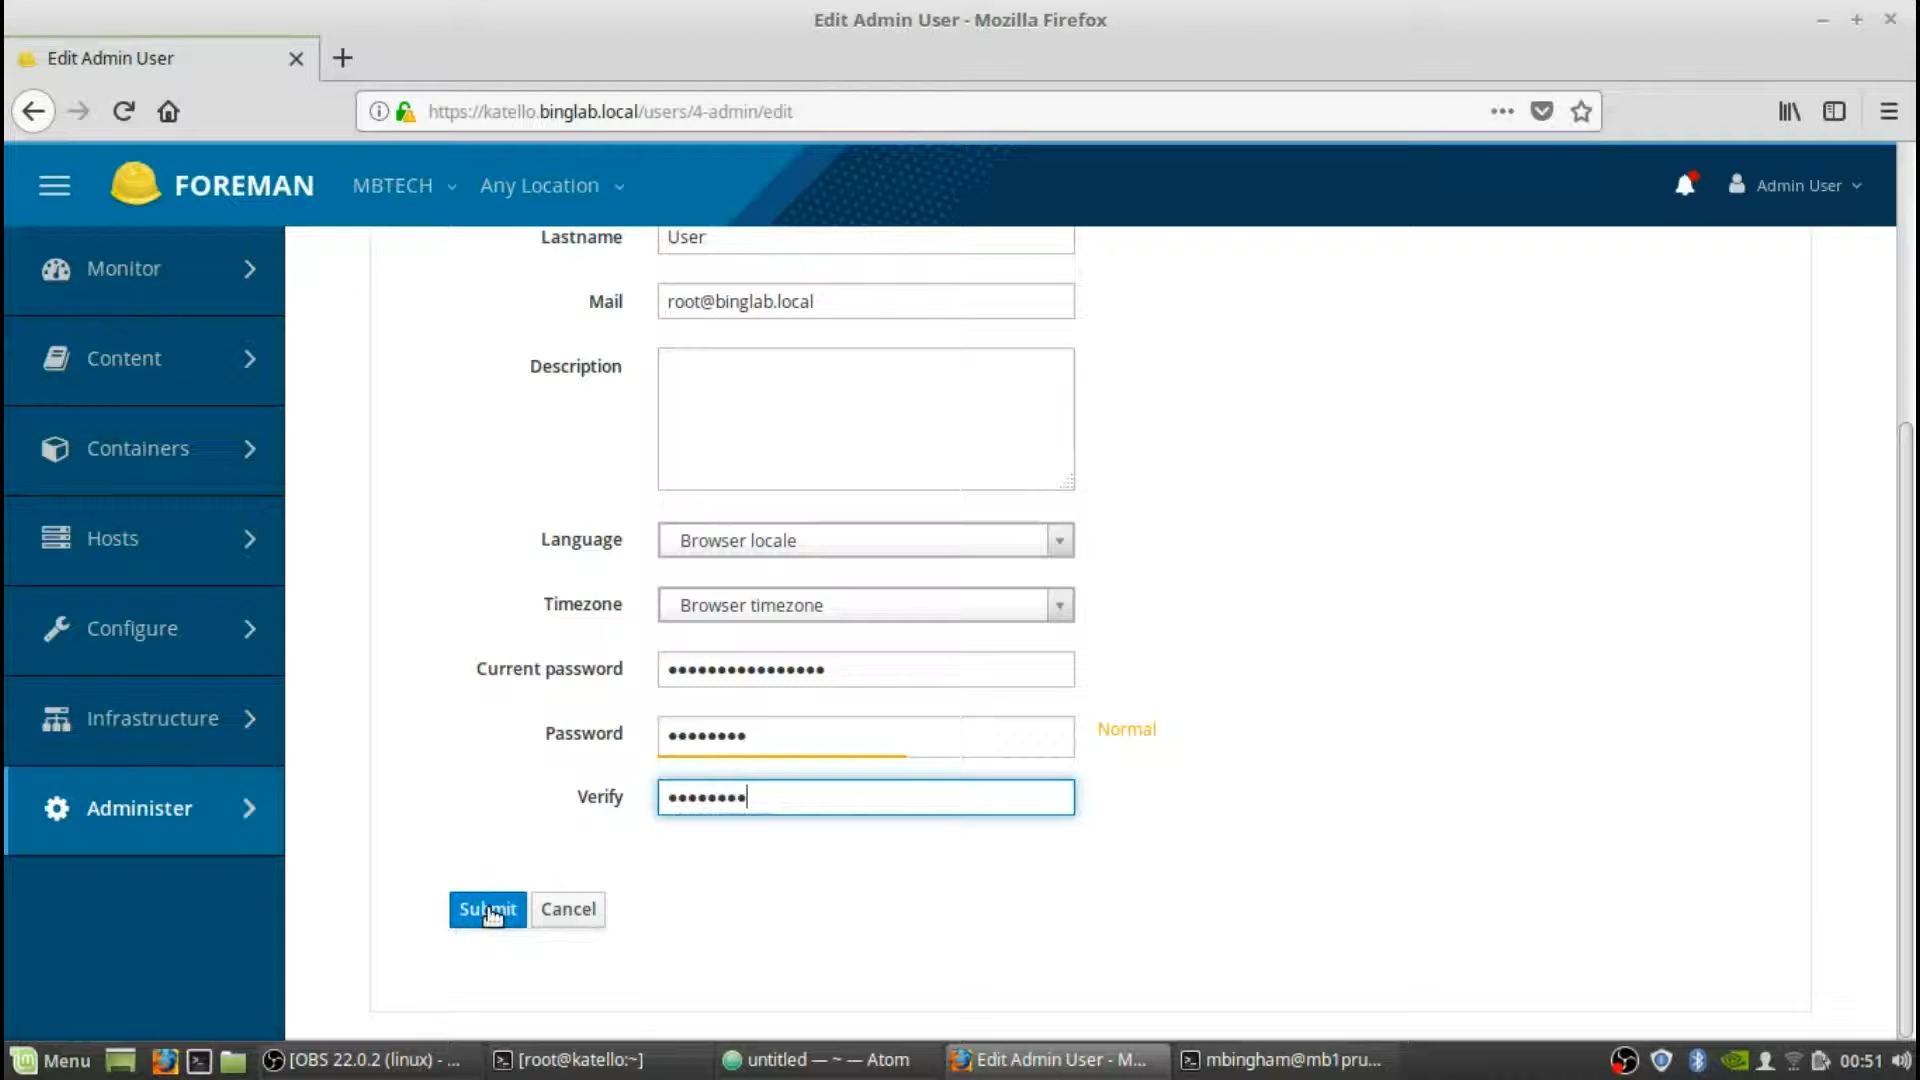 Edit Admin User - Mozilla Firefox
Edit Admin User
https://katello.binglab.local/users/4-admin/edit
FOREMAN MBTECH Any Location Admin User
Lastname User
Monitor
Mail root@binglab.local
Content
Description
Containers
Hosts
Language Browser locale
Timezone Browser timezone
Configure
Current password ••••••••••••••••
Infrastructure
Password •••••••• Normal
Verify ••••••••
Administer
Submit Cancel
Menu [OBS 22.0.2 (linux) - ... [root@katello:~] untitled — ~ — Atom Edit Admin User - M... mbingham@mb1pru... 00:51